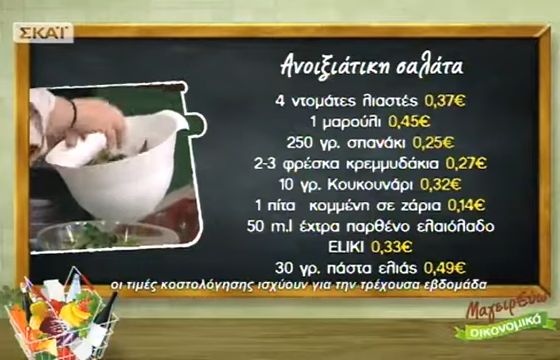 ΣΚΑΪ
Ανοιξιάτικη σαλάτα
4 ντομάτες λιαστές 0,37€
1 μαρούλι 0,45€
250 γρ. σπανάκι 0,25€
2-3 φρέσκα κρεμμυδάκια 0,27€
10 γρ. Κουκουνάρι 0,32€
1 πίτα κομμένη σε ζάρια 0,14€
50 m.l έχτρα παρθένο ελαιόλαδο
ELIKI 0,33€
30 γρ. πάστα ελιάς 0,49€
οι τιμές κοστολόγησης ισχύουν για την τρέχουσα εβδομάδα
Μαγειρεύω
οικονομικά